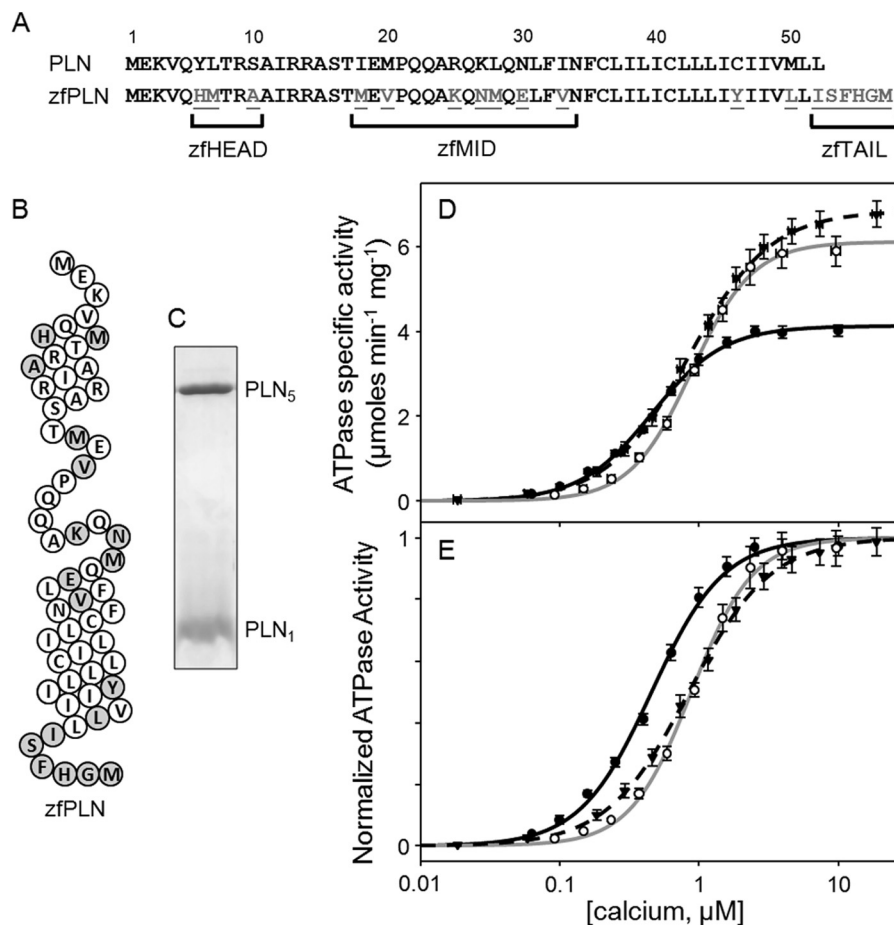 A
1 10 20 30 40 50
PLN MEKVQYLTRSAIRRASTIEMPQQARQKLQNLFINFCLILICLLLICIIVMLL
zfPLN MEKVQHMTRAAIRRASTMEVPQQAKQNMQELFVNFCLILICLLLIYIIVLLISFHGM
zfHEAD zfMID zfTAIL
B
M
E
K
V
H Q M
A R T
R I A
S A R
T M E
V
P
Q
Q
A K Q N
M
L E Q
N V F
I L C F
C I L
L
I L L Y
I I V
S I L L
F H G M
zfPLN
C
PLN5
PLN1
D
ATPase specific activity
(µmoles min-1 mg-1)
6
4
2
0
E
Normalized ATPase Activity
1
0
0.01 0.1 1 10
[calcium, µM]